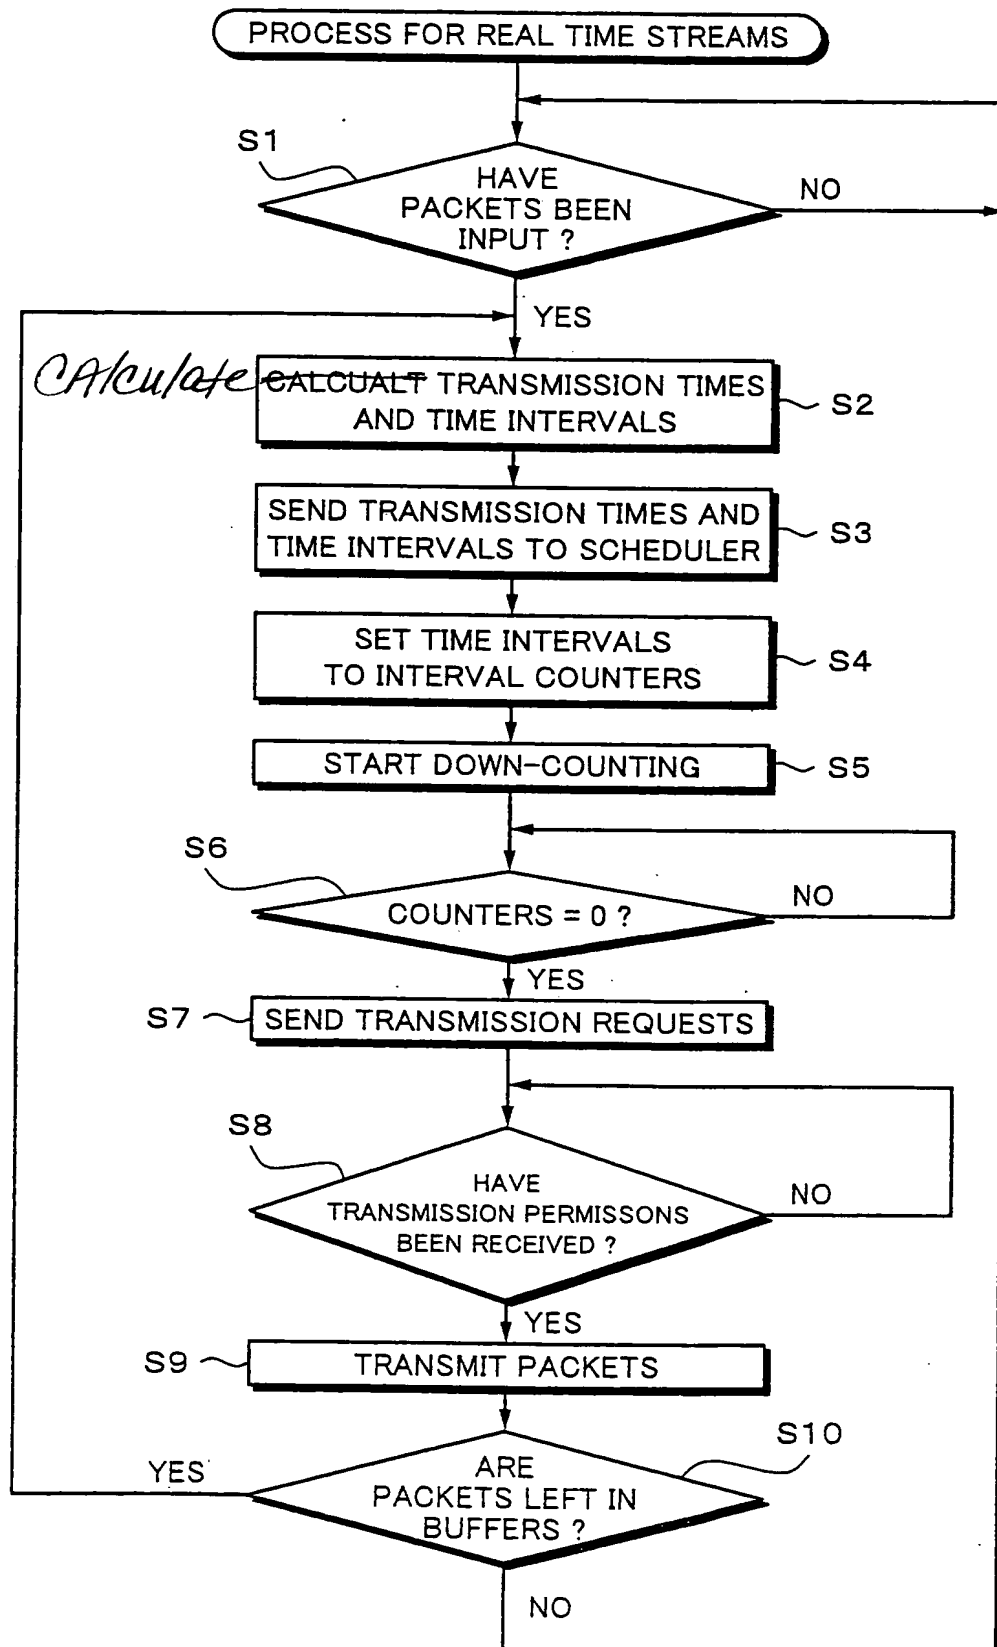 PROCESS FOR REAL TIME STREAMS
S1
HAVE
PACKETS BEEN
INPUT ?
NO
YES
CAlculate CALCUALT TRANSMISSION TIMES
AND TIME INTERVALS
S2
SEND TRANSMISSION TIMES AND
TIME INTERVALS TO SCHEDULER
S3
SET TIME INTERVALS
TO INTERVAL COUNTERS
S4
START DOWN-COUNTING
S5
S6
COUNTERS = 0 ?
NO
YES
S7
SEND TRANSMISSION REQUESTS
S8
HAVE
TRANSMISSION PERMISSONS
BEEN RECEIVED ?
NO
YES
S9
TRANSMIT PACKETS
S10
YES
ARE
PACKETS LEFT IN
BUFFERS ?
NO